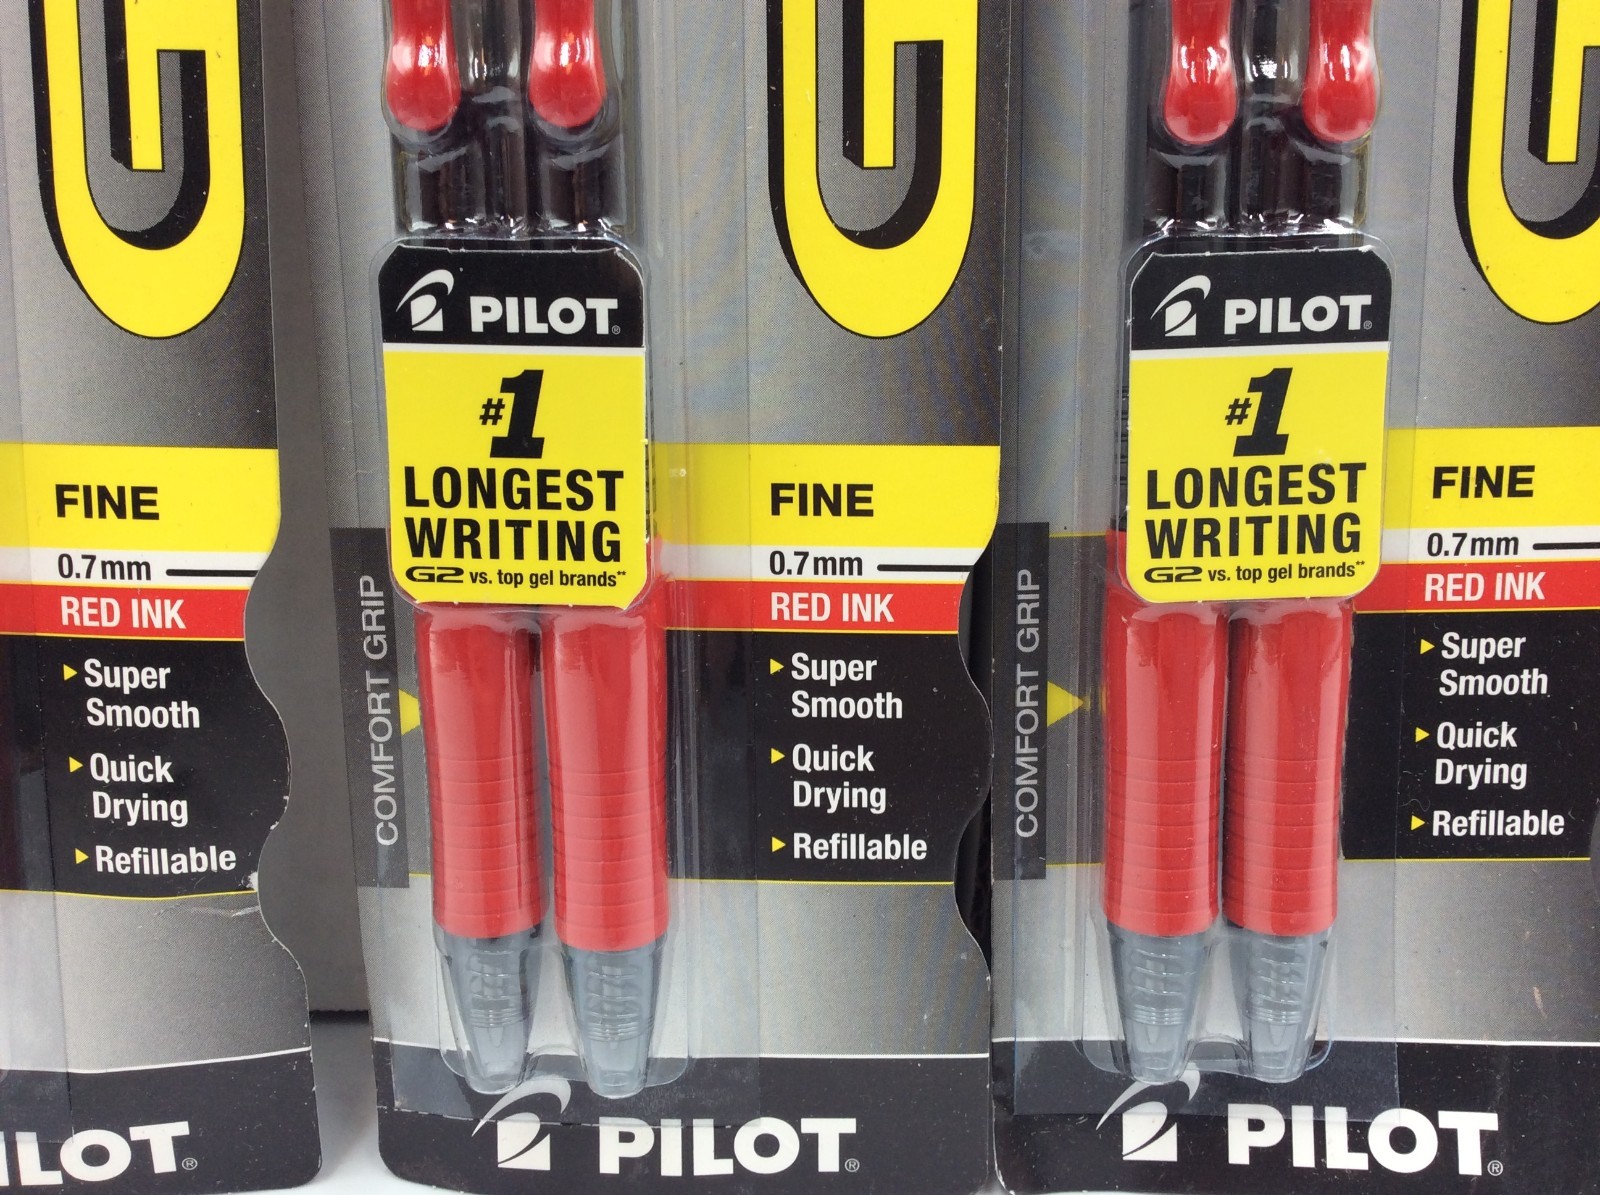 G
FINE
0.7mm
RED INK
Super
Smooth
Quick
Drying
Refillable
ILOT®
COMFORT GRIP
PILOT®
#1
LONGEST
WRITING
G2 vs. top gel brands**
G
FINE
0.7mm
RED INK
Super
Smooth
Quick
Drying
Refillable
PILOT®
COMFORT GRIP
PILOT®
#1
LONGEST
WRITING
G2 vs. top gel brands**
G
FINE
0.7mm
RED INK
Super
Smooth
Quick
Drying
Refillable
PILOT®